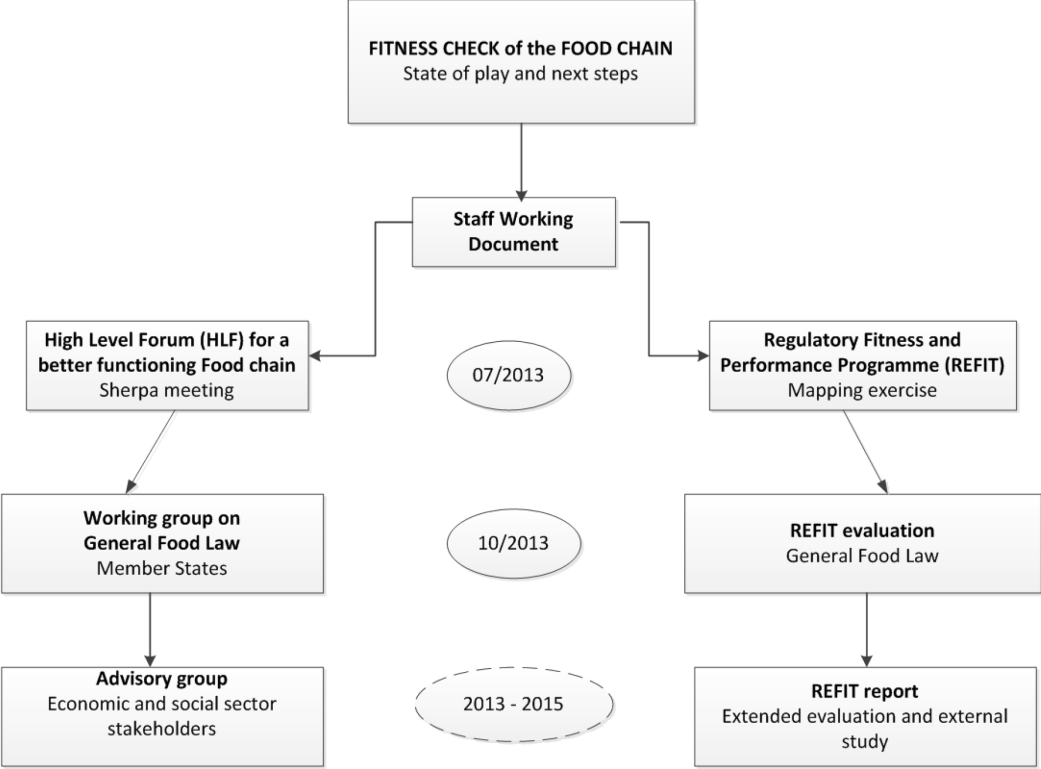 FITNESS CHECK of the FOOD CHAIN
State of play and next steps
Staff Working
Document
High Level Forum (HLF) for a
better functioning Food chain
Sherpa meeting
07/2013
Regulatory Fitness and
Performance Programme (REFIT)
Mapping exercise
Working group on
General Food Law
Member States
10/2013
REFIT evaluation
General Food Law
Advisory group
Economic and social sector
stakeholders
2013 - 2015
REFIT report
Extended evaluation and external
study